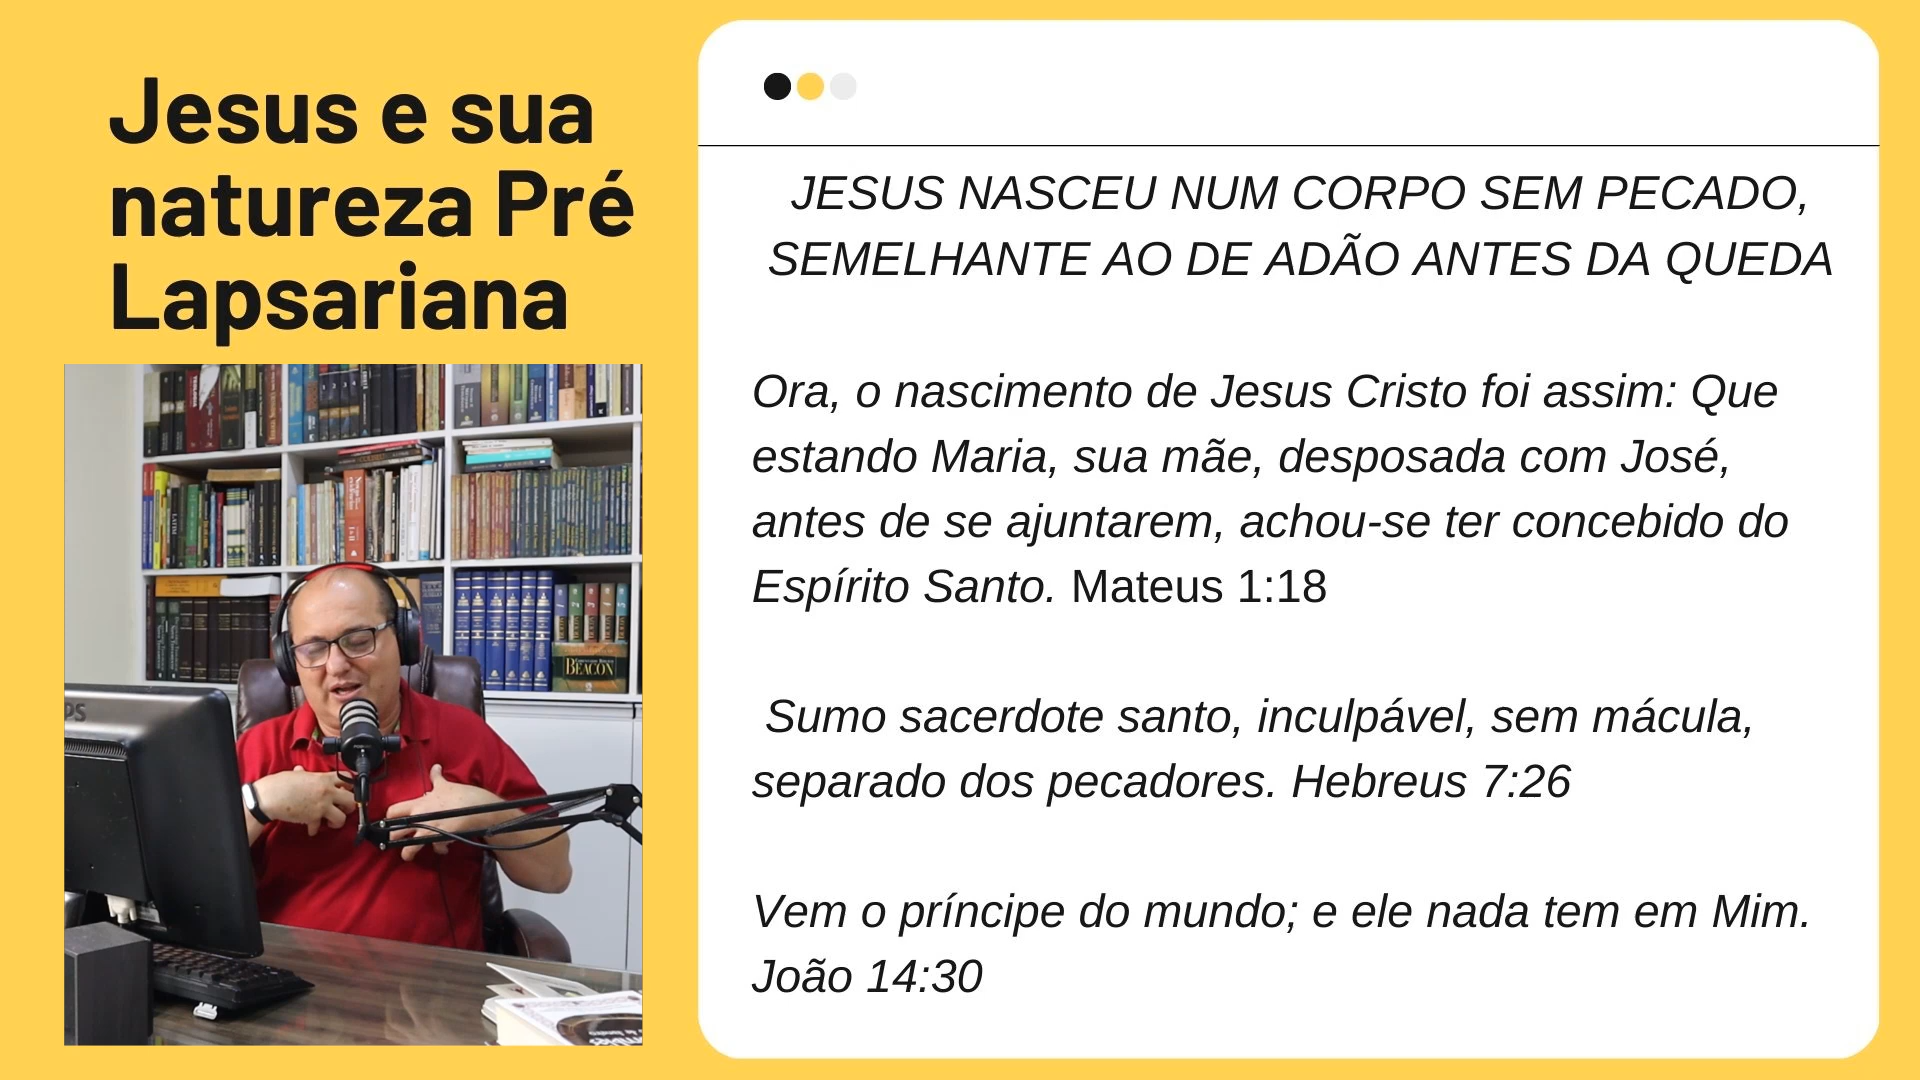 Jesus e sua
natureza Pré
Lapsariana
JESUS NASCEU NUM CORPO SEM PECADO,
SEMELHANTE AO DE ADÃO ANTES DA QUEDA
Ora, o nascimento de Jesus Cristo foi assim: Que
estando Maria, sua mãe, desposada com José,
antes de se ajuntarem, achou-se ter concebido do
Espírito Santo. Mateus 1:18
Sumo sacerdote santo, inculpável, sem mácula,
separado dos pecadores. Hebreus 7:26
Vem o príncipe do mundo; e ele nada tem em Mim.
João 14:30
BEACON